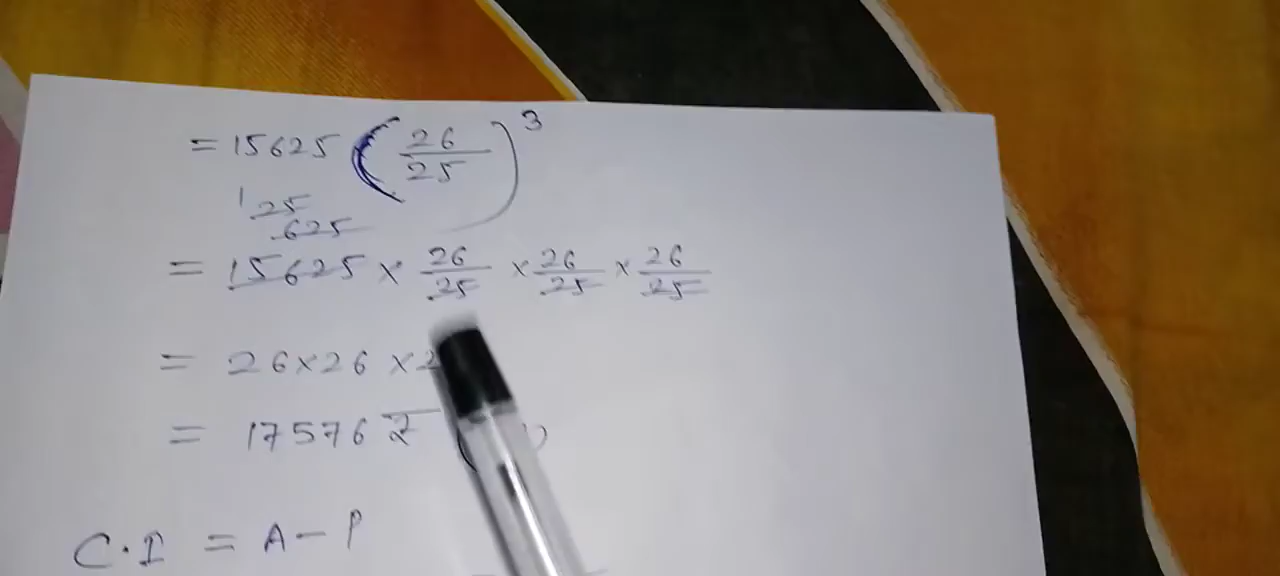 = 15625 (26/25)³
1
25
625
= 15625 × 26/25 × 26/25 × 26/25
= 26×26×2
= 17576 ₹
C.I = A - P